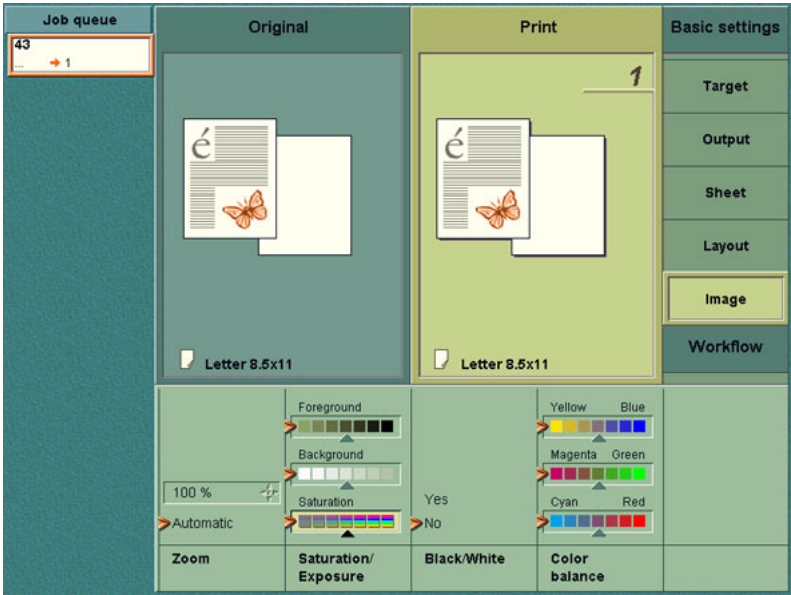 Job queue
43
... 1
Original
é
Letter 8.5x11
Print
1
é
Letter 8.5x11
Basic settings
Target
Output
Sheet
Layout
Image
Workflow
100 %
Automatic
Zoom
Foreground
Background
Saturation
Saturation/
Exposure
Yes
No
Black/White
Yellow Blue
Magenta Green
Cyan Red
Color
balance